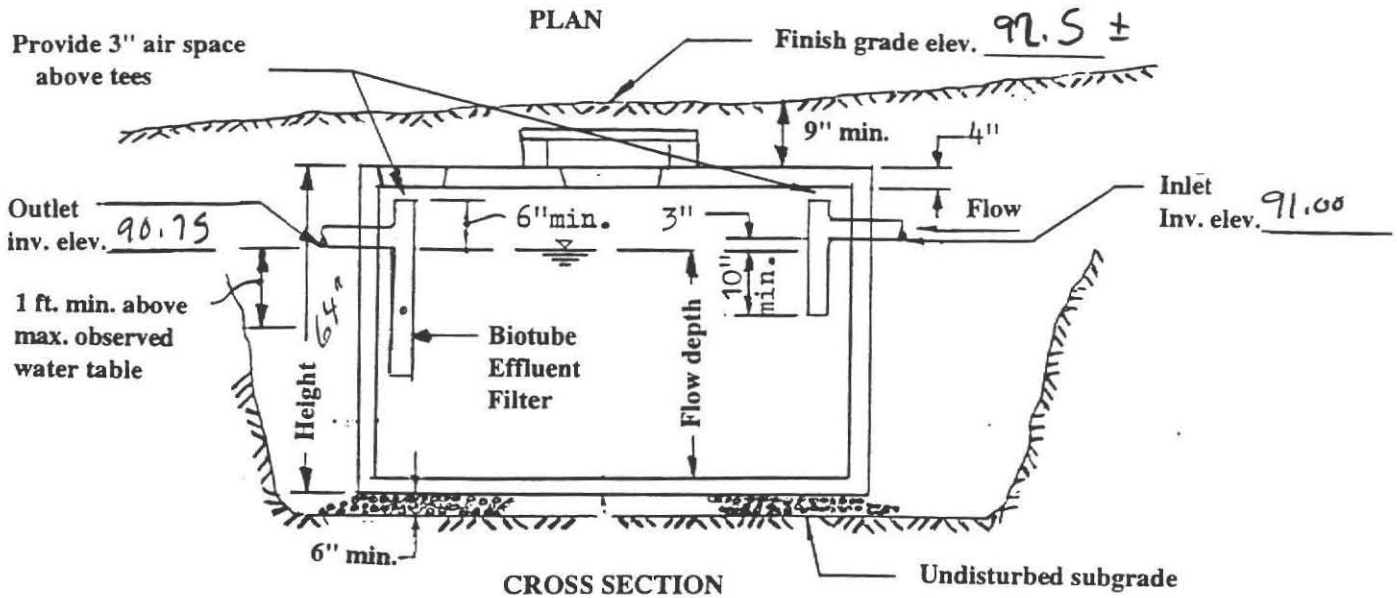 PLAN
Provide 3" air space
above tees
Finish grade elev. 92.5 ±
9" min.
4"
Outlet
inv. elev. 90.75
6"min.
3"
Flow
Inlet
Inv. elev. 91.00
10"
min.
1 ft. min. above
max. observed
water table
64"
Height
Biotube
Effluent
Filter
Flow depth
6" min.
CROSS SECTION
Undisturbed subgrade